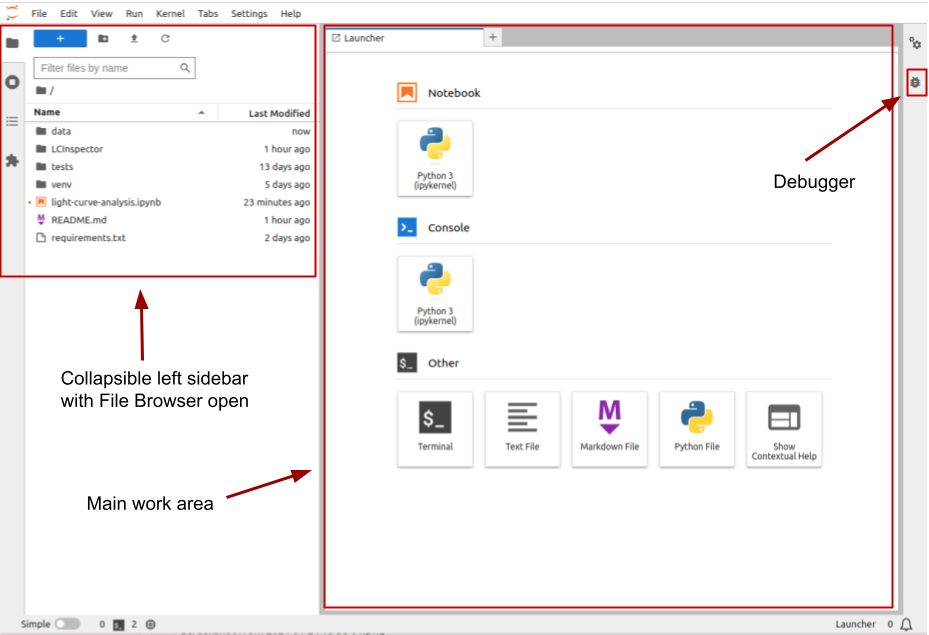 File Edit View Run Kernel Tabs Settings Help
+
Filter files by name
/
Name Last Modified
data now
LCInspector 1 hour ago
tests 13 days ago
venv 5 days ago
light-curve-analysis.ipynb 23 minutes ago
README.md 1 hour ago
requirements.txt 2 days ago
Collapsible left sidebar
with File Browser open
Main work area
Launcher +
Notebook
Python 3
(ipykernel)
Console
Python 3
(ipykernel)
Other
$_
Terminal
Text File
M
Markdown File
Python File
Show
Contextual Help
Debugger
Simple 0 $_ 2
Launcher 0